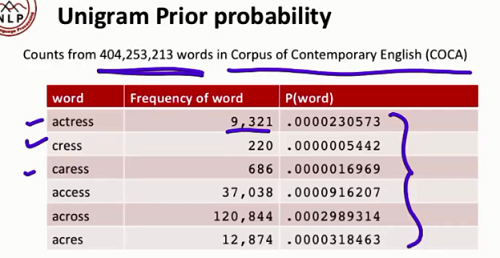 NLP
Unigram Prior probability
Counts from 404,253,213 words in Corpus of Contemporary English (COCA)
word Frequency of word P(word)
actress 9,321 .0000230573
cress 220 .0000005442
caress 686 .0000016969
access 37,038 .0000916207
across 120,844 .0002989314
acres 12,874 .0000318463